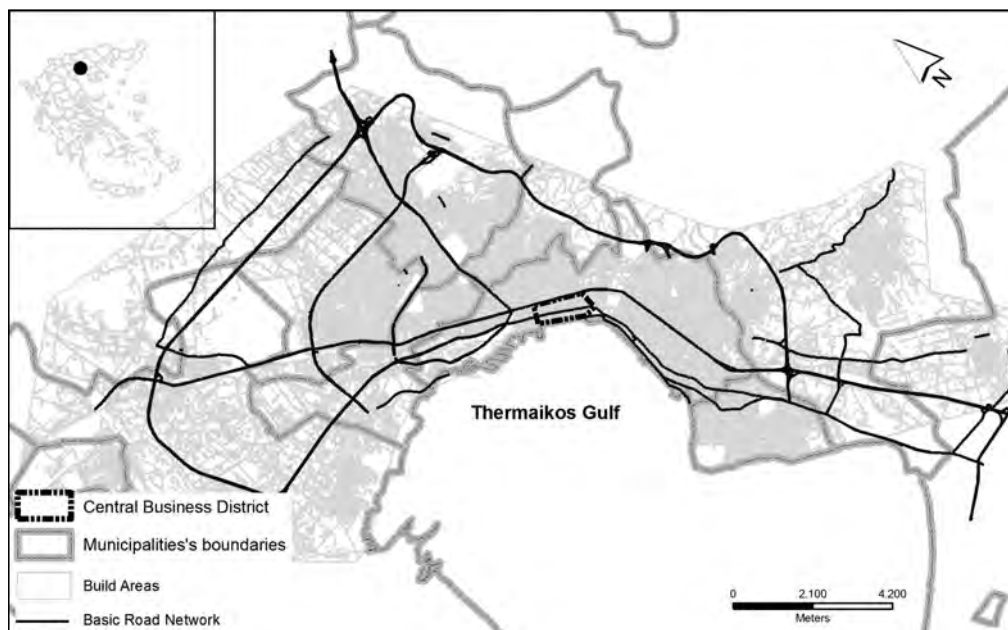 N
Thermaikos Gulf
Central Business District
Municipalities's boundaries
Build Areas
Basic Road Network
0 2.100 4.200
Meters